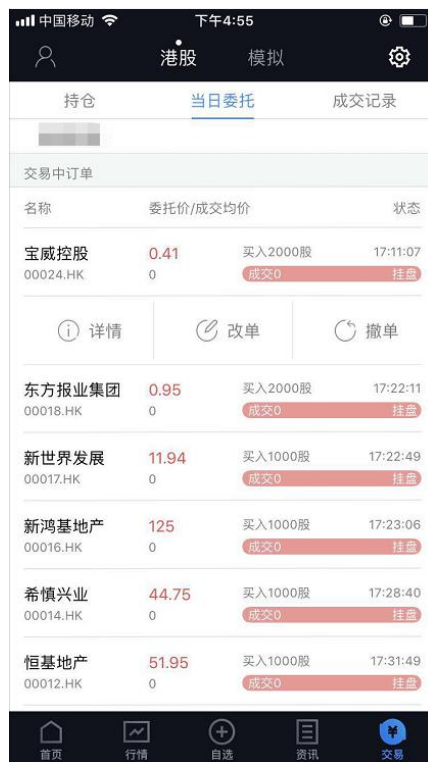 中国移动 下午4:55
港股 模拟
持仓 当日委托 成交记录
交易中订单
名称 委托价/成交均价 状态
宝威控股 0.41 买入2000股 17:11:07
00024.HK 0 成交0 挂盘
详情 改单 撤单
东方报业集团 0.95 买入2000股 17:22:11
00018.HK 0 成交0 挂盘
新世界发展 11.94 买入1000股 17:22:49
00017.HK 0 成交0 挂盘
新鸿基地产 125 买入1000股 17:23:06
00016.HK 0 成交0 挂盘
希慎兴业 44.75 买入1000股 17:28:40
00014.HK 0 成交0 挂盘
恒基地产 51.95 买入1000股 17:31:49
00012.HK 0 成交0 挂盘
首页 行情 自选 资讯 交易